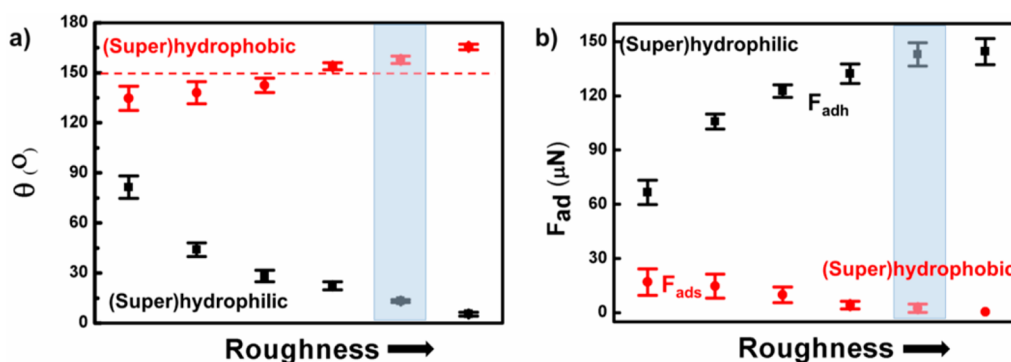 a)
180
150
120
90
60
30
0
θ (O)
(Super)hydrophobic
(Super)hydrophilic
Roughness
b)
150
120
90
60
30
0
Fad (μN)
(Super)hydrophilic
Fadh
(Super)hydrophobic
Fads
Roughness